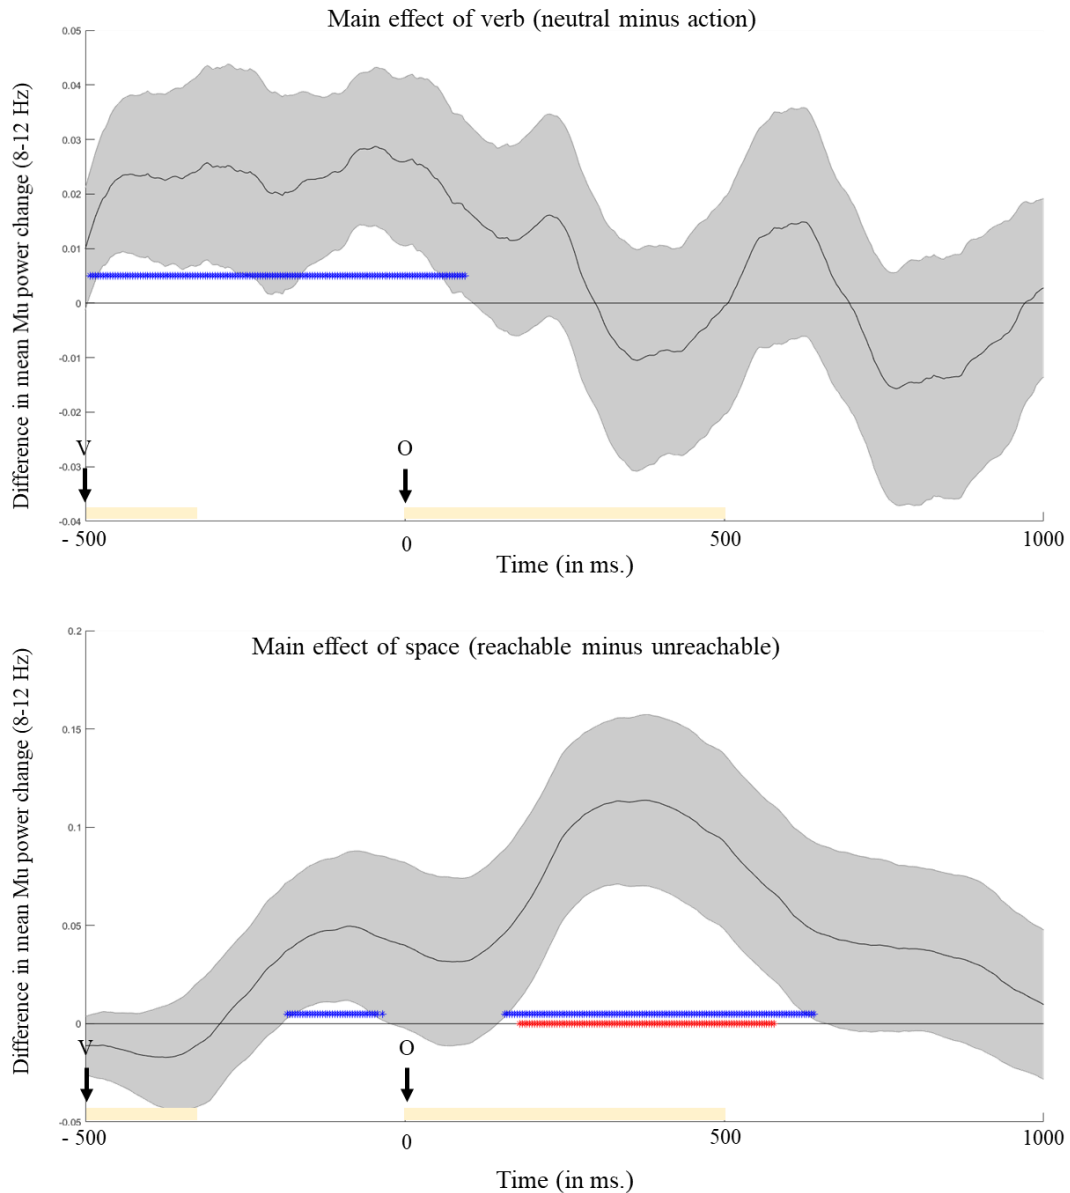 Main effect of verb (neutral minus action)
Difference in mean Mu power change (8-12 Hz)
0.05
0.04
0.03
0.02
0.01
0
-0.01
-0.02
-0.03
-0.04
V
O
- 500
0
500
1000
Time (in ms.)
Main effect of space (reachable minus unreachable)
Difference in mean Mu power change (8-12 Hz)
0.2
0.15
0.1
0.05
0
-0.05
V
O
- 500
0
500
1000
Time (in ms.)